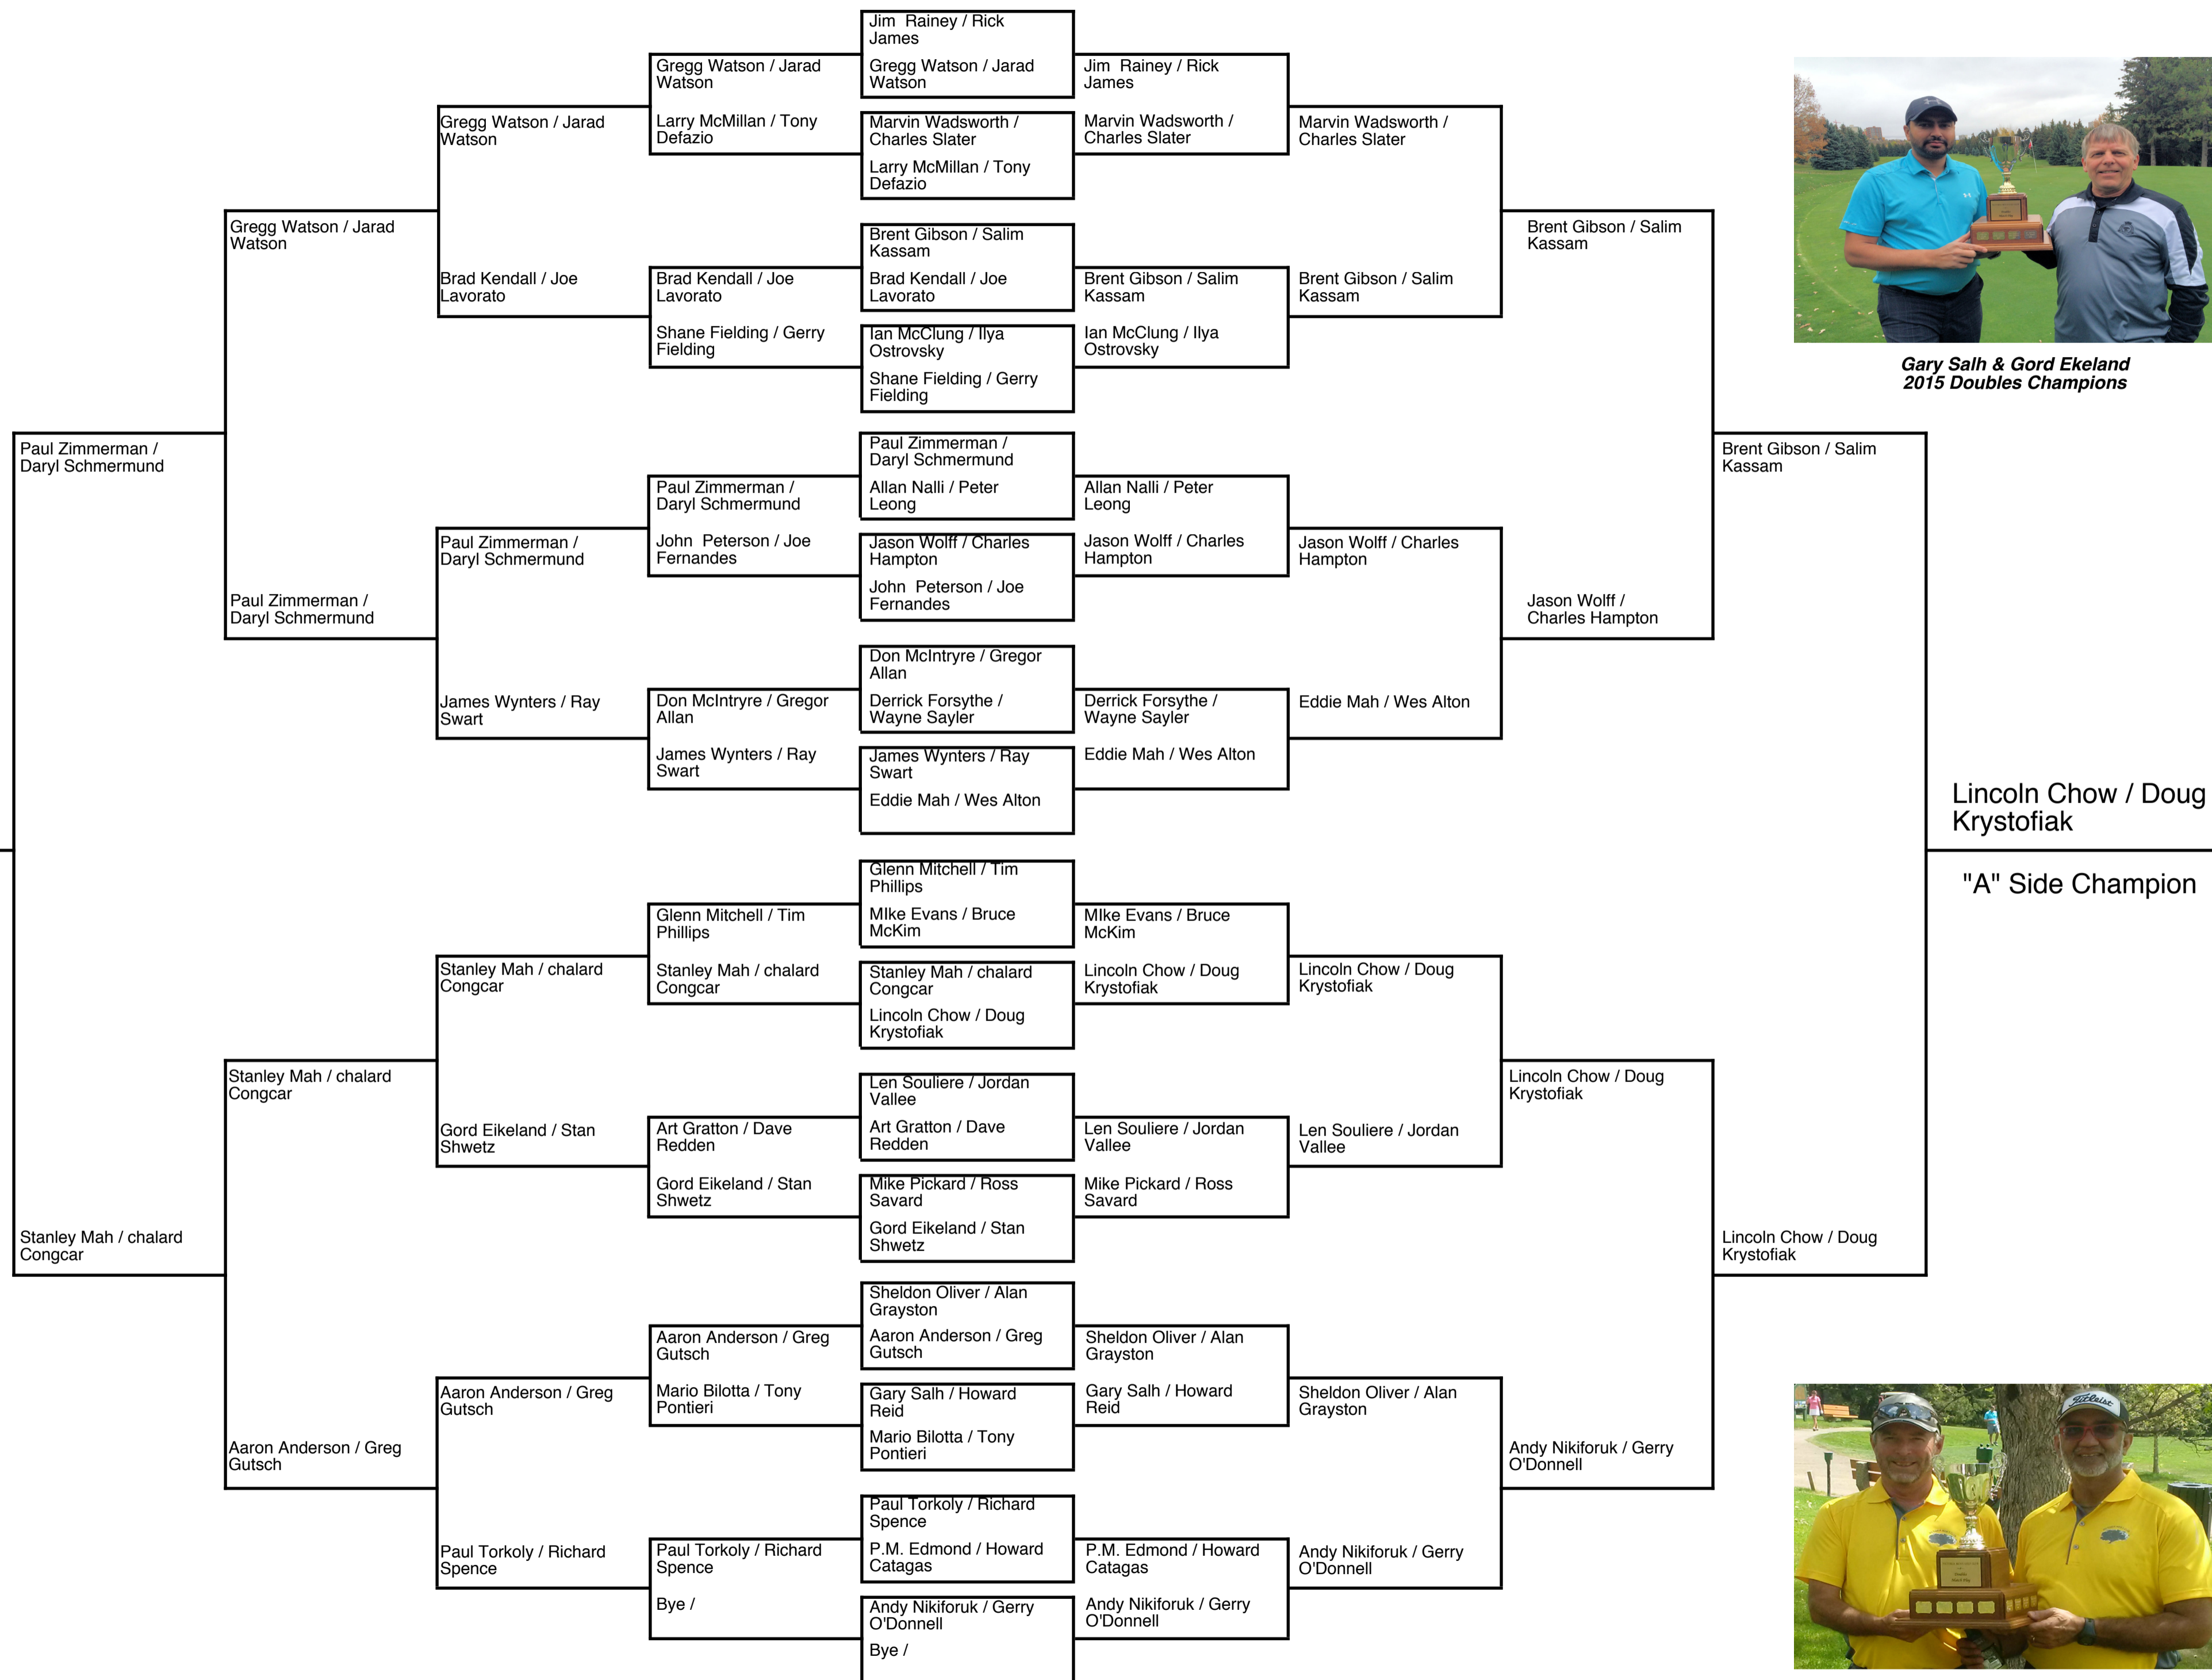 Paul Zimmerman /
Daryl Schmermund
Stanley Mah / chalard
Congcar
Gregg Watson / Jarad
Watson
Paul Zimmerman /
Daryl Schmermund
Stanley Mah / chalard
Congcar
Aaron Anderson / Greg
Gutsch
Gregg Watson / Jarad
Watson
Brad Kendall / Joe
Lavorato
Paul Zimmerman /
Daryl Schmermund
James Wynters / Ray
Swart
Stanley Mah / chalard
Congcar
Gord Eikeland / Stan
Shwetz
Aaron Anderson / Greg
Gutsch
Paul Torkoly / Richard
Spence
Gregg Watson / Jarad
Watson
Larry McMillan / Tony
Defazio
Brad Kendall / Joe
Lavorato
Shane Fielding / Gerry
Fielding
Paul Zimmerman /
Daryl Schmermund
John  Peterson / Joe
Fernandes
Don McIntryre / Gregor
Allan
James Wynters / Ray
Swart
Glenn Mitchell / Tim
Phillips
Stanley Mah / chalard
Congcar
Art Gratton / Dave
Redden
Gord Eikeland / Stan
Shwetz
Aaron Anderson / Greg
Gutsch
Mario Bilotta / Tony
Pontieri
Paul Torkoly / Richard
Spence
Bye /
Jim  Rainey / Rick
James
Gregg Watson / Jarad
Watson
Marvin Wadsworth /
Charles Slater
Larry McMillan / Tony
Defazio
Brent Gibson / Salim
Kassam
Brad Kendall / Joe
Lavorato
Ian McClung / Ilya
Ostrovsky
Shane Fielding / Gerry
Fielding
Paul Zimmerman /
Daryl Schmermund
Allan Nalli / Peter
Leong
Jason Wolff / Charles
Hampton
John  Peterson / Joe
Fernandes
Don McIntryre / Gregor
Allan
Derrick Forsythe /
Wayne Sayler
James Wynters / Ray
Swart
Eddie Mah / Wes Alton
Glenn Mitchell / Tim
Phillips
MIke Evans / Bruce
McKim
Stanley Mah / chalard
Congcar
Lincoln Chow / Doug
Krystofiak
Len Souliere / Jordan
Vallee
Art Gratton / Dave
Redden
Mike Pickard / Ross
Savard
Gord Eikeland / Stan
Shwetz
Sheldon Oliver / Alan
Grayston
Aaron Anderson / Greg
Gutsch
Gary Salh / Howard
Reid
Mario Bilotta / Tony
Pontieri
Paul Torkoly / Richard
Spence
P.M. Edmond / Howard
Catagas
Andy Nikiforuk / Gerry
O'Donnell
Bye /
Jim  Rainey / Rick
James
Marvin Wadsworth /
Charles Slater
Brent Gibson / Salim
Kassam
Ian McClung / Ilya
Ostrovsky
Allan Nalli / Peter
Leong
Jason Wolff / Charles
Hampton
Derrick Forsythe /
Wayne Sayler
Eddie Mah / Wes Alton
MIke Evans / Bruce
McKim
Lincoln Chow / Doug
Krystofiak
Len Souliere / Jordan
Vallee
Mike Pickard / Ross
Savard
Sheldon Oliver / Alan
Grayston
Gary Salh / Howard
Reid
P.M. Edmond / Howard
Catagas
Andy Nikiforuk / Gerry
O'Donnell
Marvin Wadsworth /
Charles Slater
Brent Gibson / Salim
Kassam
Jason Wolff / Charles
Hampton
Eddie Mah / Wes Alton
Lincoln Chow / Doug
Krystofiak
Len Souliere / Jordan
Vallee
Sheldon Oliver / Alan
Grayston
Andy Nikiforuk / Gerry
O'Donnell
Brent Gibson / Salim
Kassam
Jason Wolff /
Charles Hampton
Lincoln Chow / Doug
Krystofiak
Andy Nikiforuk / Gerry
O'Donnell
Brent Gibson / Salim
Kassam
Lincoln Chow / Doug
Krystofiak
Gary Salh & Gord Ekeland
2015 Doubles Champions
Lincoln Chow / Doug
Krystofiak
"A" Side Champion
Titleist